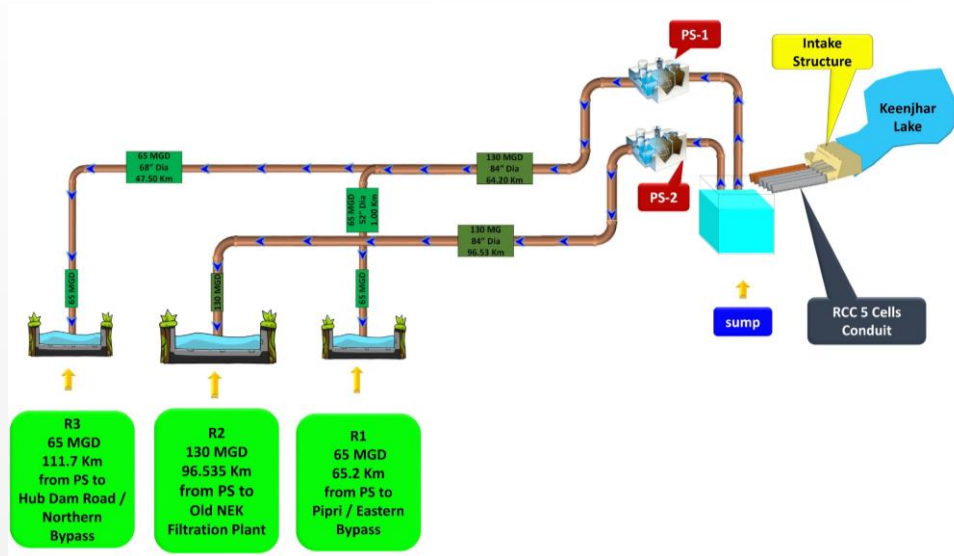 PS-1
Intake
Structure
Keenjhar
Lake
65 MGD
68" Dia
47.50 Km
130 MGD
84" Dia
64.20 Km
PS-2
65 MGD
52" Dia
1.00 Km
130 MG
84" Dia
96.53 Km
65 MGD
130 MGD
65 MGD
sump
RCC 5 Cells
Conduit
R3
65 MGD
111.7 Km
from PS to
Hub Dam Road /
Northern
Bypass
R2
130 MGD
96.535 Km
from PS to
Old NEK
Filtration Plant
R1
65 MGD
65.2 Km
from PS to
Pipri / Eastern
Bypass